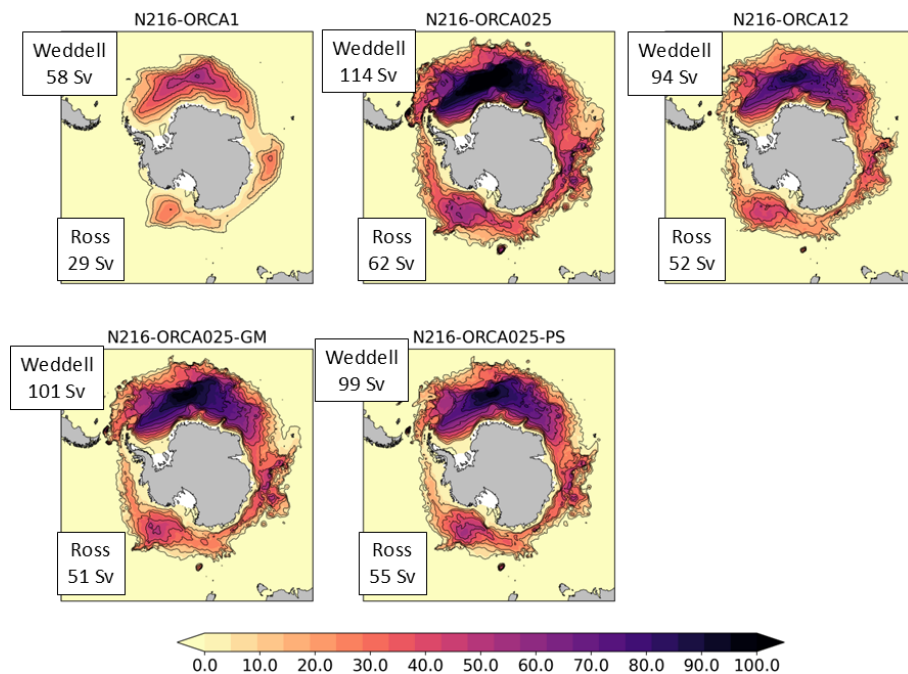 N216-ORCA1
Weddell
58 Sv
Ross
29 Sv
N216-ORCA025
Weddell
114 Sv
Ross
62 Sv
N216-ORCA12
Weddell
94 Sv
Ross
52 Sv
N216-ORCA025-GM
Weddell
101 Sv
Ross
51 Sv
N216-ORCA025-PS
Weddell
99 Sv
Ross
55 Sv
0.0 10.0 20.0 30.0 40.0 50.0 60.0 70.0 80.0 90.0 100.0